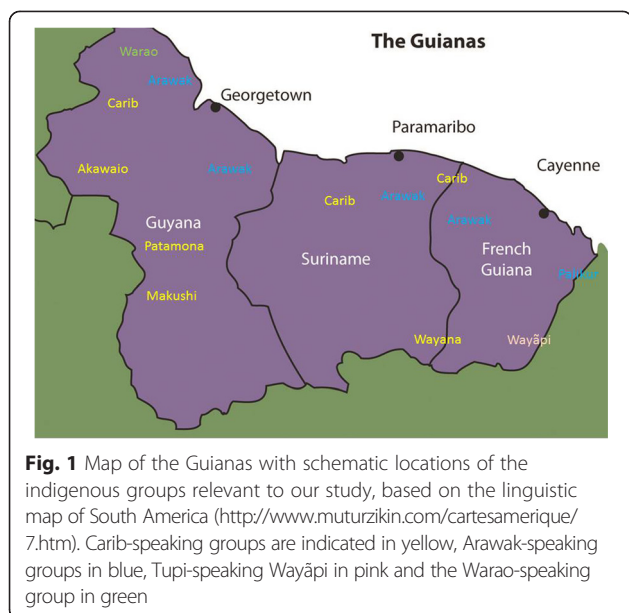 The Guianas
Warao
Arawak
Georgetown
Carib
Paramaribo
Akawaio
Arawak
Carib
Cayenne
Carib
Arawak
Arawak
Guyana
French
Guiana
Patamona
Suriname
Makushi
Wayana
Wayãpi
Fig. 1 Map of the Guianas with schematic locations of the
indigenous groups relevant to our study, based on the linguistic
map of South America (http://www.muturzikin.com/cartesamerique/
7.htm). Carib-speaking groups are indicated in yellow, Arawak-speaking
groups in blue, Tupi-speaking Wayãpi in pink and the Warao-speaking
group in green